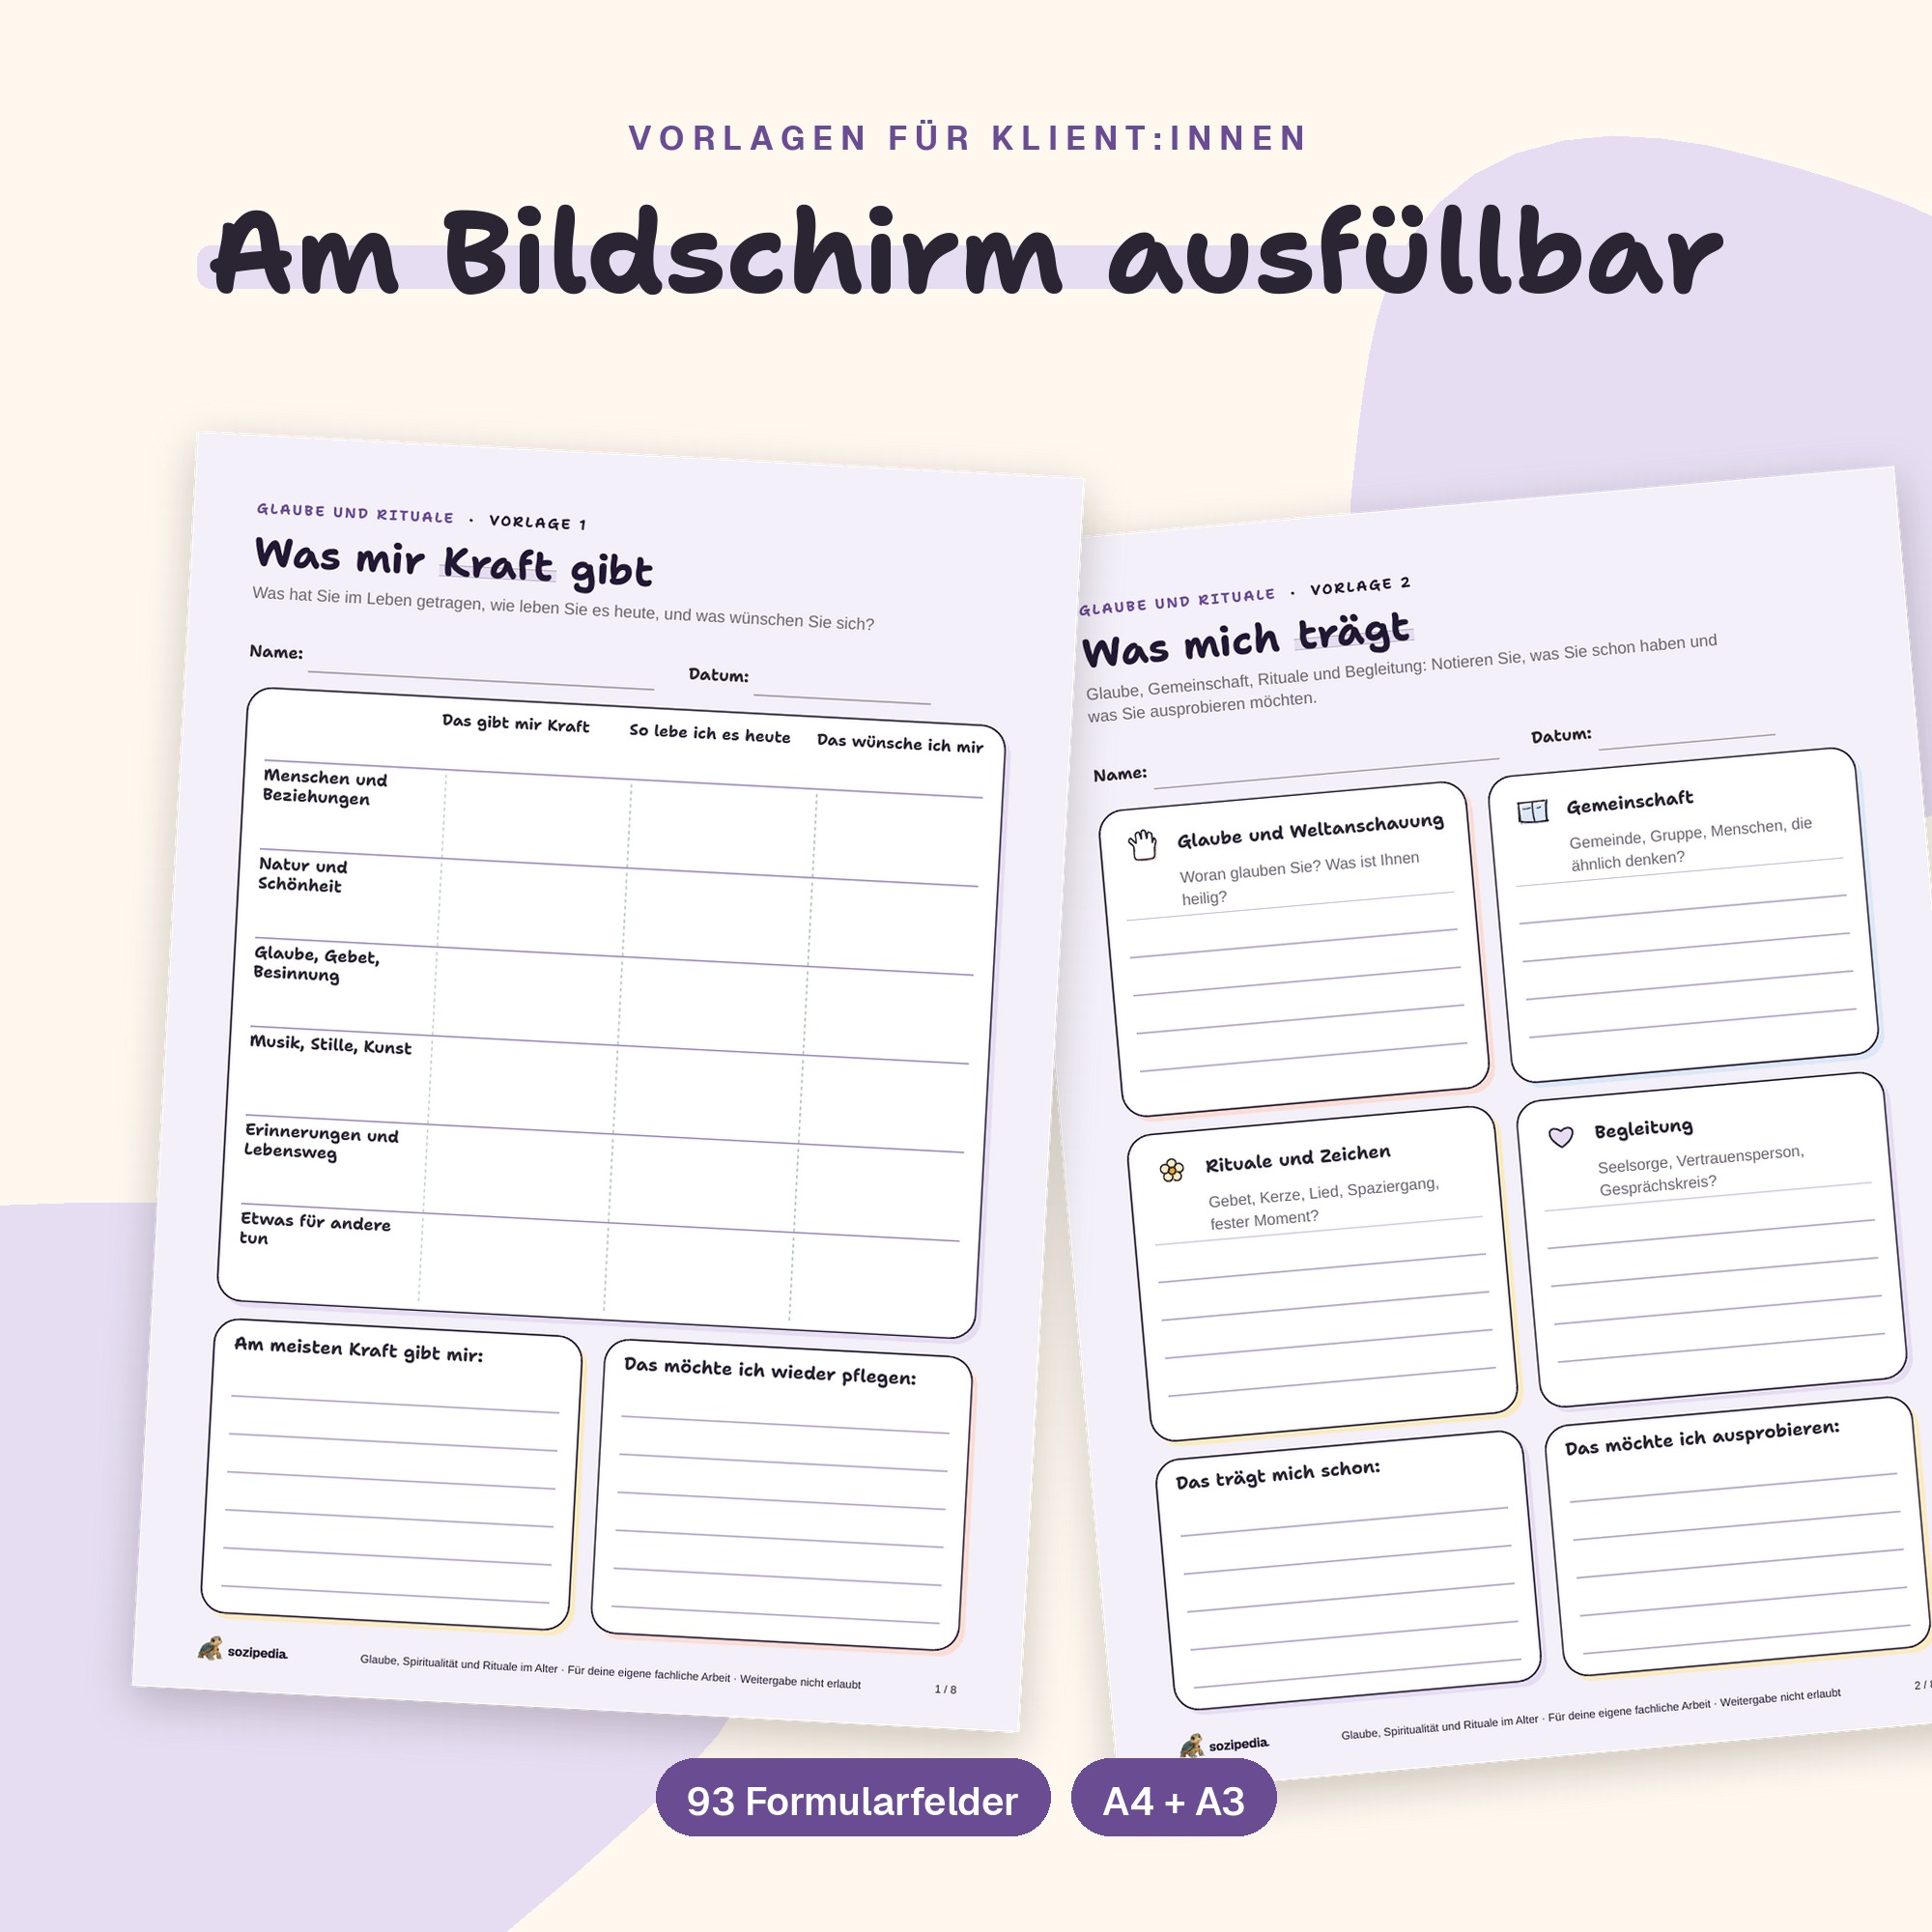 VORLAGEN FÜR KLIENT:INNEN
Am Bildschirm ausfüllbar
GLAUBE UND RITUALE · VORLAGE 1
Was mir Kraft gibt
Was hat Sie im Leben getragen, wie leben Sie es heute, und was wünschen Sie sich?
Name:
Datum:
Das gibt mir Kraft
So lebe ich es heute
Das wünsche ich mir
Menschen und
Beziehungen
Natur und
Schönheit
Glaube, Gebet,
Besinnung
Musik, Stille, Kunst
Erinnerungen und
Lebensweg
Etwas für andere
tun
Am meisten Kraft gibt mir:
Das möchte ich wieder pflegen:
sozipedia.
Glaube, Spiritualität und Rituale im Alter · Für deine eigene fachliche Arbeit · Weitergabe nicht erlaubt
1 / 8
GLAUBE UND RITUALE · VORLAGE 2
Was mich trägt
Glaube, Gemeinschaft, Rituale und Begleitung: Notieren Sie, was Sie schon haben und
was Sie ausprobieren möchten.
Name:
Datum:
Glaube und Weltanschauung
Woran glauben Sie? Was ist Ihnen
heilig?
Gemeinschaft
Gemeinde, Gruppe, Menschen, die
ähnlich denken?
Rituale und Zeichen
Gebet, Kerze, Lied, Spaziergang,
fester Moment?
Begleitung
Seelsorge, Vertrauensperson,
Gesprächskreis?
Das trägt mich schon:
Das möchte ich ausprobieren:
sozipedia.
Glaube, Spiritualität und Rituale im Alter · Für deine eigene fachliche Arbeit · Weitergabe nicht erlaubt
2 / 8
93 Formularfelder
A4 + A3